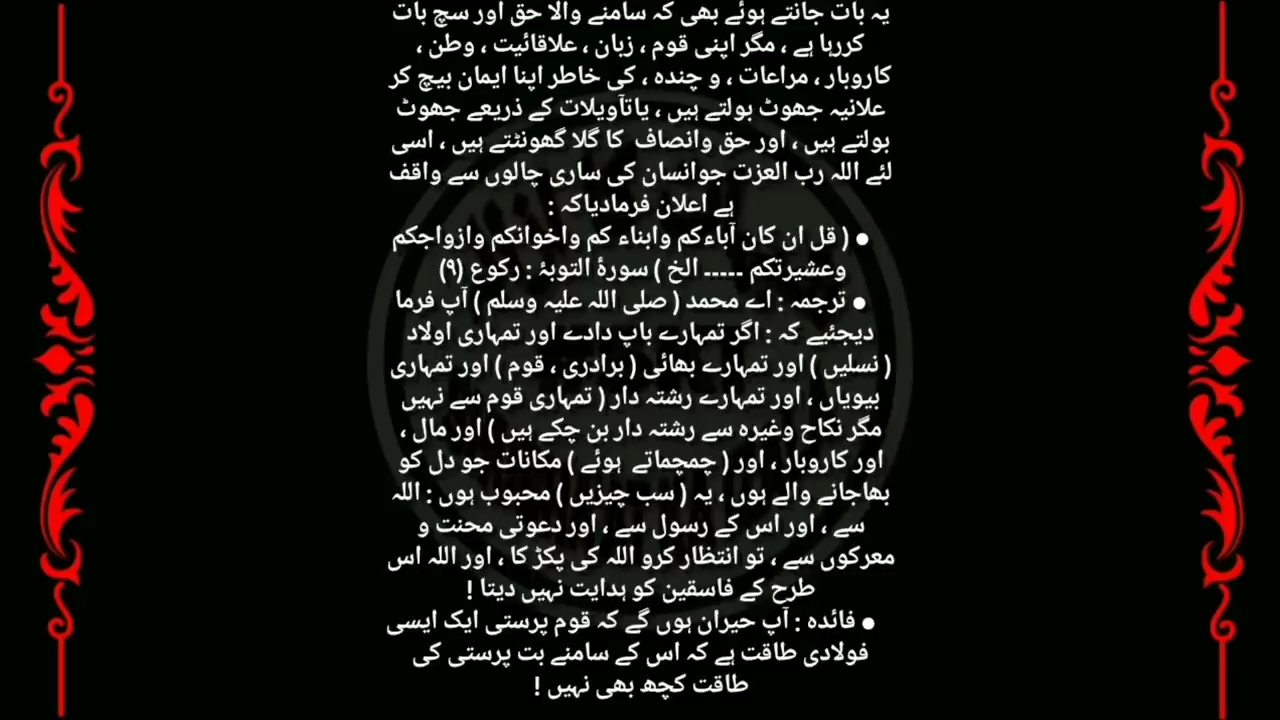 یہ بات جانتے ہوئے بھی کہ سامنے والا حق اور سچ بات
کررہا ہے ، مگر اپنی قوم ، زبان ، علاقائیت ، وطن ،
کاروبار ، مراعات ، و چندہ ، کی خاطر اپنا ایمان بیچ کر
علانیہ جھوٹ بولتے ہیں ، یاتآویلات کے ذریعے جھوٹ
بولتے ہیں ، اور حق وانصاف کا گلا گھونٹتے ہیں ، اسی
لئے اللہ رب العزت جوانسان کی ساری چالوں سے واقف
ہے اعلان فرمادیاکہ :
● ( قل ان کان آباءکم وابناء کم واخوانکم وازواجکم
وعشیرتکم ۔۔۔۔۔ الخ ) سورۂ التوبۂ : رکوع (۹)
● ترجمہ : اے محمد ( صلی اللہ علیہ وسلم ) آپ فرما
دیجئیے کہ : اگر تمہارے باپ دادے اور تمہاری اولاد
( نسلیں ) اور تمہارے بھائی ( برادری ، قوم ) اور تمہاری
بیویاں ، اور تمہارے رشتہ دار ( تمہاری قوم سے نہیں
مگر نکاح وغیرہ سے رشتہ دار بن چکے ہیں ) اور مال ،
اور کاروبار ، اور ( چمچماتے ہوئے ) مکانات جو دل کو
بھاجانے والے ہوں ، یہ ( سب چیزیں ) محبوب ہوں : اللہ
سے ، اور اس کے رسول سے ، اور دعوتی محنت و
معرکوں سے ، تو انتظار کرو اللہ کی پکڑ کا ، اور اللہ اس
طرح کے فاسقین کو ہدایت نہیں دیتا !
● فائدہ : آپ حیران ہوں گے کہ قوم پرستی ایک ایسی
فولادی طاقت ہے کہ اس کے سامنے بت پرستی کی
طاقت کچھ بھی نہیں !